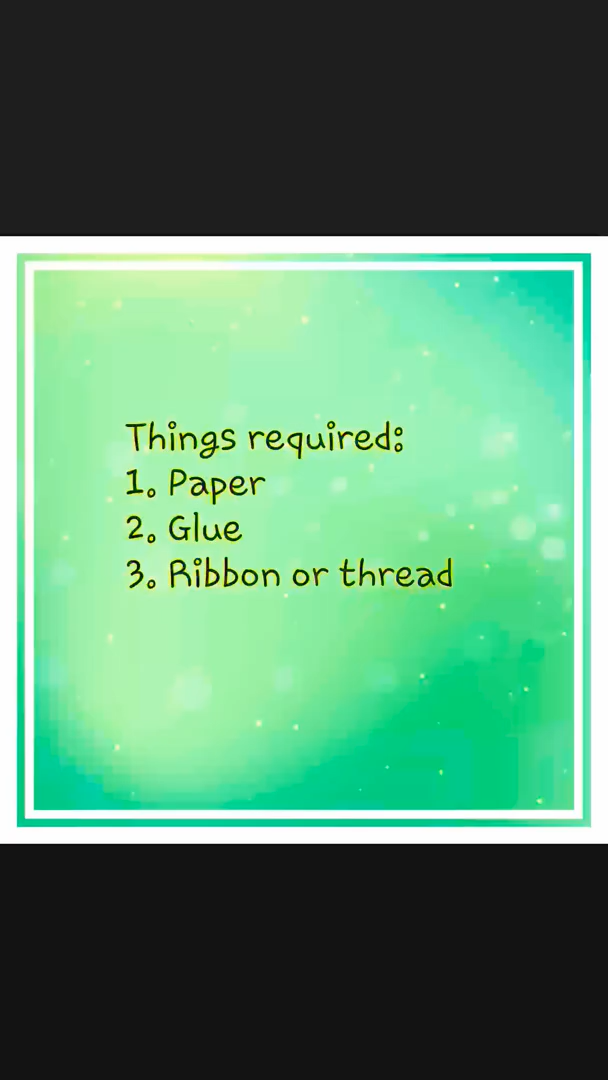 Things required:
1. Paper
2. Glue
3. Ribbon or thread